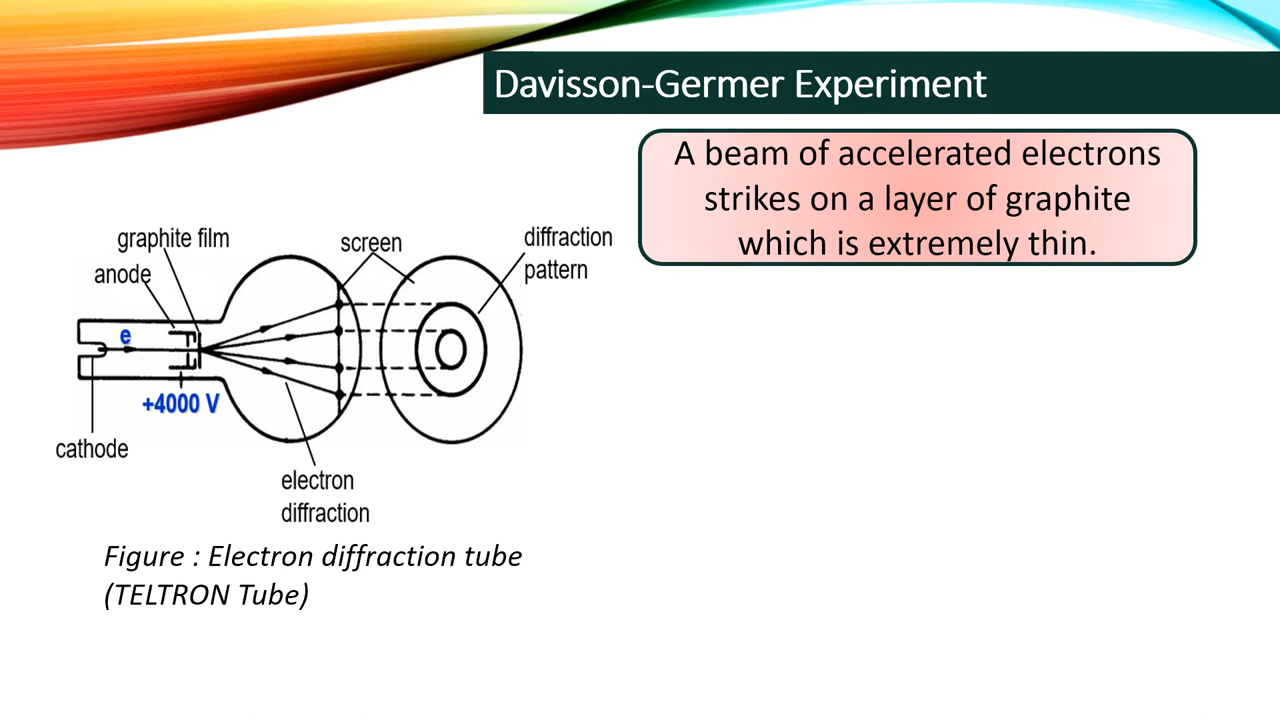 Davisson-Germer Experiment
A beam of accelerated electrons
strikes on a layer of graphite
which is extremely thin.
graphite film
screen
diffraction
pattern
anode
e
+4000 V
cathode
electron
diffraction
Figure : Electron diffraction tube
(TELTRON Tube)